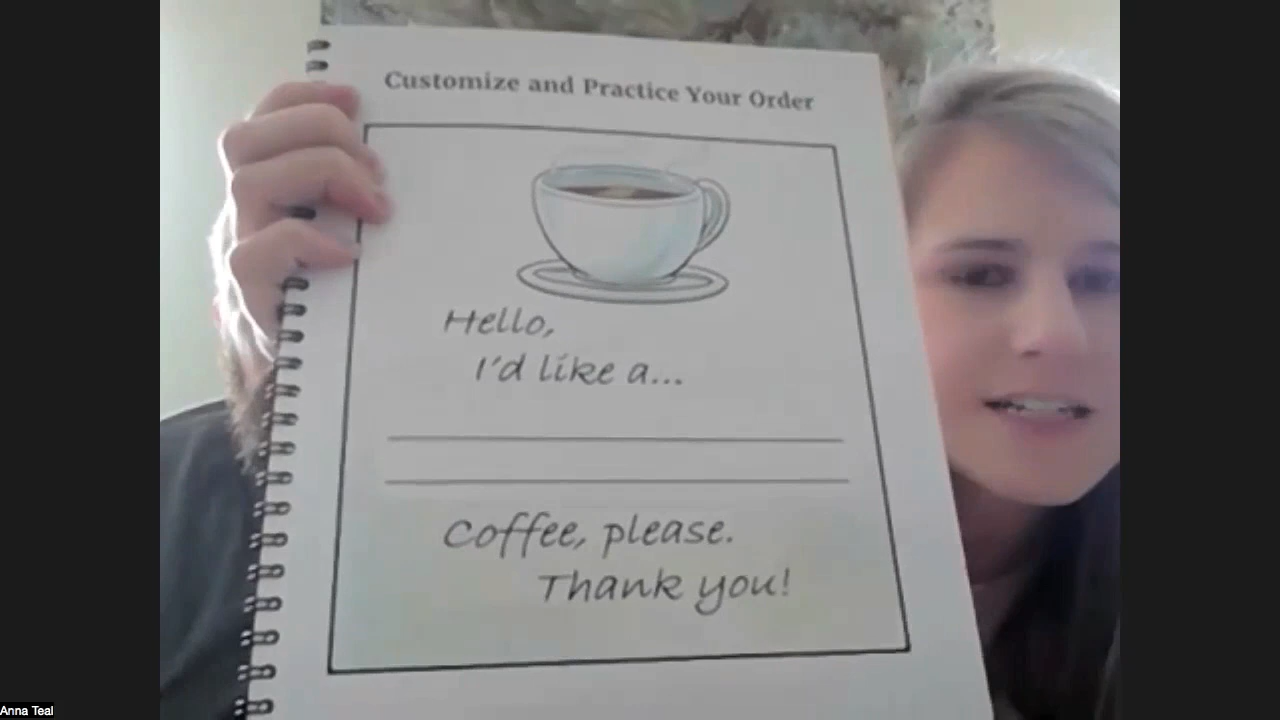 Customize and Practice Your Order
Hello,
I'd like a...
Coffee, please.
Thank you!
Anna Teal